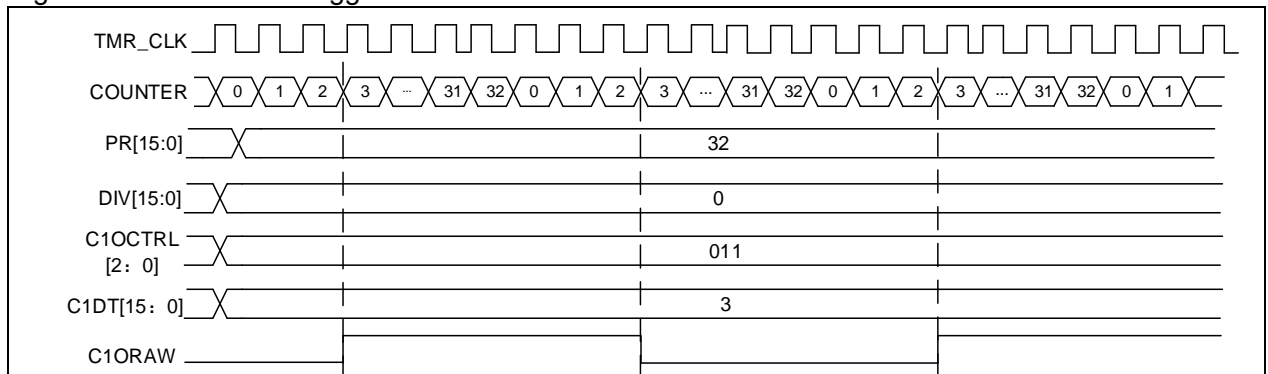 TMR_CLK
COUNTER 0 1 2 3 ... 31 32 0 1 2 3 ... 31 32 0 1 2 3 ... 31 32 0 1
PR[15:0] 32
DIV[15:0] 0
C1OCTRL
[2：0] 011
C1DT[15：0] 3
C1ORAW